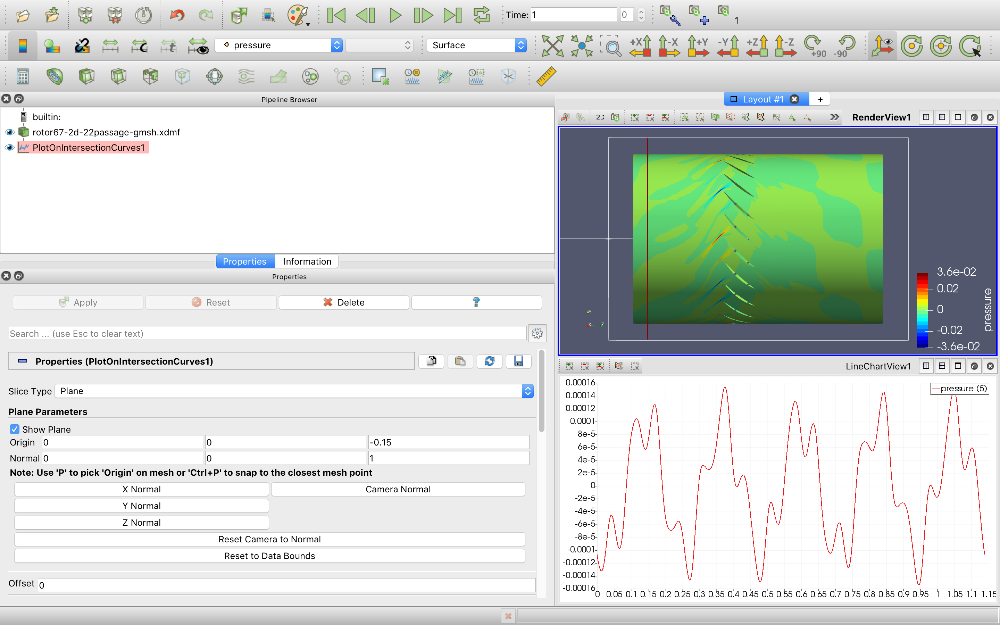 Time: 1 0 1
pressure Surface +X -X +Y -Y +Z -Z +90 -90
Pipeline Browser
builtin:
rotor67-2d-22passage-gmsh.xdmf
PlotOnIntersectionCurves1
Properties Information
Properties
Apply Reset Delete ?
Search ... (use Esc to clear text)
Properties (PlotOnIntersectionCurves1)
Slice Type Plane
Plane Parameters
Show Plane
Origin 0 0 -0.15
Normal 0 0 1
Note: Use 'P' to pick 'Origin' on mesh or 'Ctrl+P' to snap to the closest mesh point
X Normal Camera Normal
Y Normal
Z Normal
Reset Camera to Normal
Reset to Data Bounds
Offset 0
Layout #1 +
2D RenderView1
3.6e-02
0.02
0
-0.02
-3.6e-02
pressure
Y
X Z
LineChartView1
pressure (5)
0.00016
0.00014
0.00012
0.0001
8e-5
6e-5
4e-5
2e-5
0
-2e-5
-4e-5
-6e-5
-8e-5
-0.0001
-0.00012
-0.00014
-0.00016
0 0.05 0.1 0.15 0.2 0.25 0.3 0.35 0.4 0.45 0.5 0.55 0.6 0.65 0.7 0.75 0.8 0.85 0.9 0.95 1 1.05 1.1 1.15